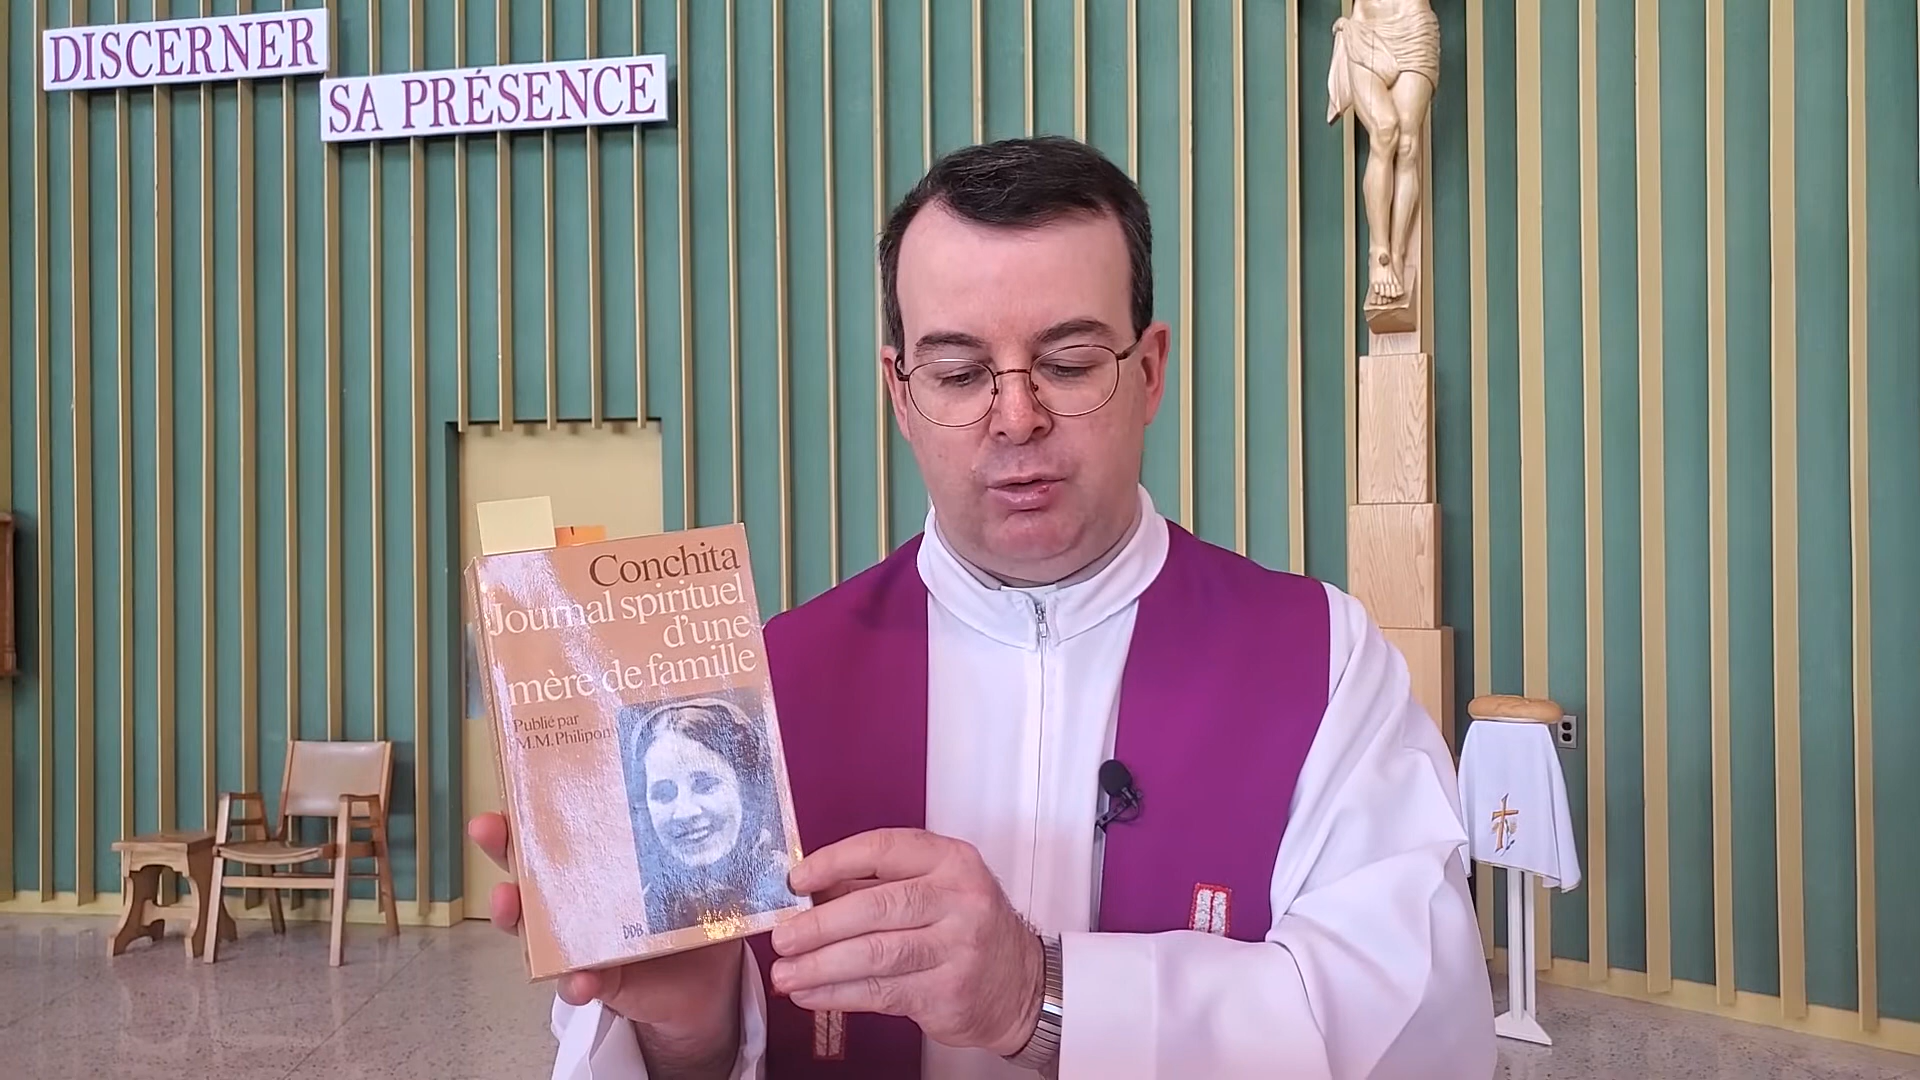 DISCERNER
SA PRÉSENCE
Conchita
Journal spirituel
d'une
mère de famille
Publié par
M.M. Philipon
DDB